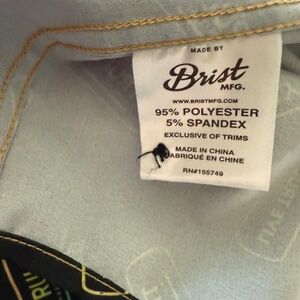 MADE BY
Brist
MFG.
WWW.BRISTMFG.COM
95% POLYESTER
5% SPANDEX
EXCLUSIVE OF TRIMS
MADE IN CHINA
FABRIQUÉ EN CHINE
RN#155749